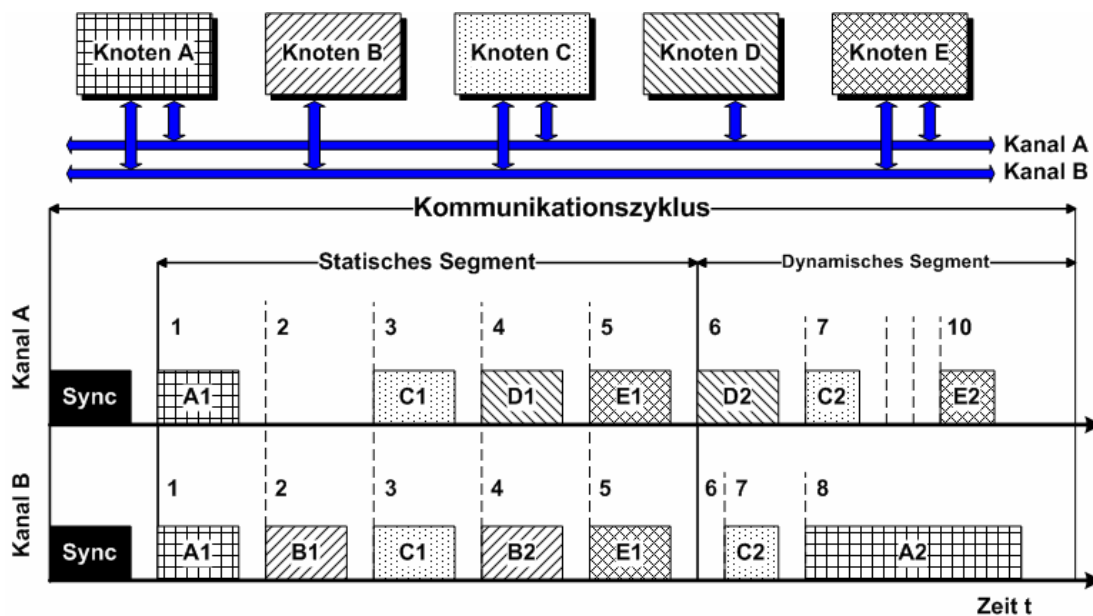 Knoten A Knoten B Knoten C Knoten D Knoten E
Kanal A
Kanal B
Kommunikationszyklus
Statisches Segment Dynamisches Segment
Kanal A
1 2 3 4 5 6 7 10
Sync A1 C1 D1 E1 D2 C2 E2
Kanal B
1 2 3 4 5 6 7 8
Sync A1 B1 C1 B2 E1 C2 A2
Zeit t